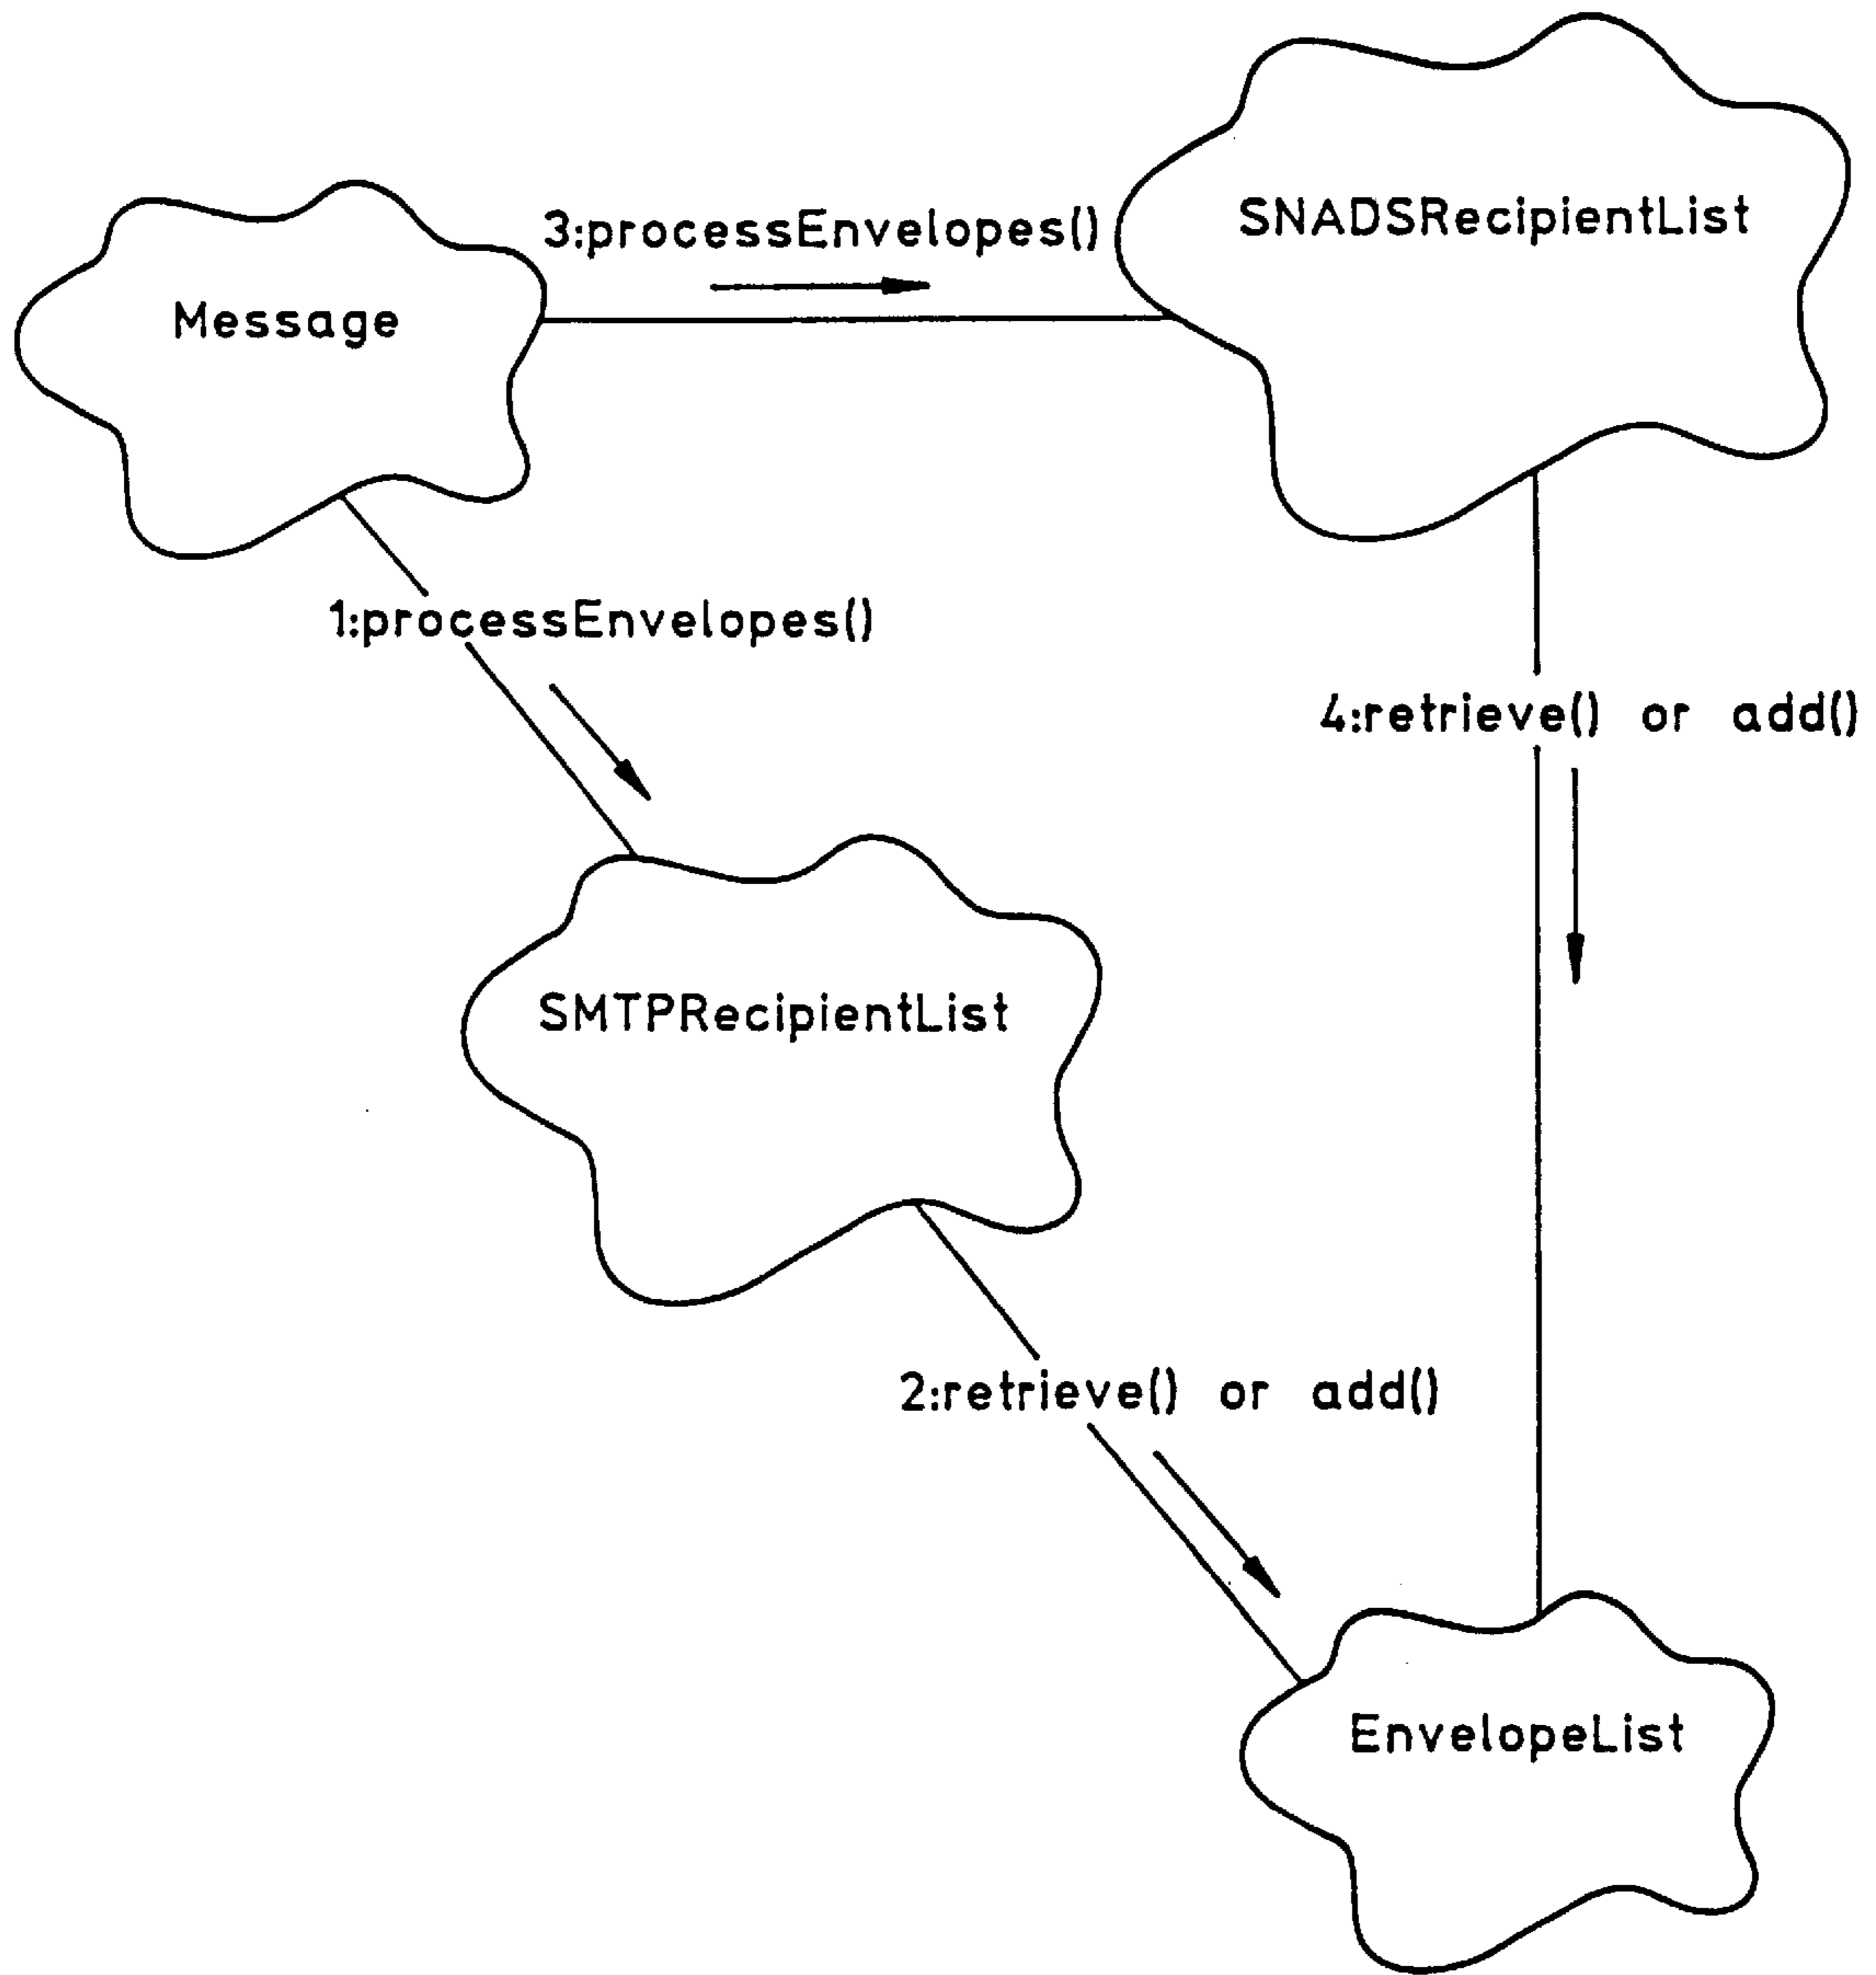 SNADSRecipientList
3:processEnvelopes()
Message
1:processEnvelopes()
4:retrieve() or add()
SMTPRecipientList
2:retrieve() or add()
EnvelopeList